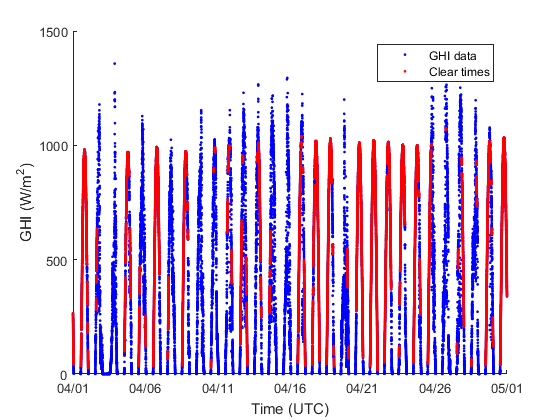 1500
1000
500
0
GHI (W/m²)
GHI data
Clear times
04/01 04/06 04/11 04/16 04/21 04/26 05/01
Time (UTC)